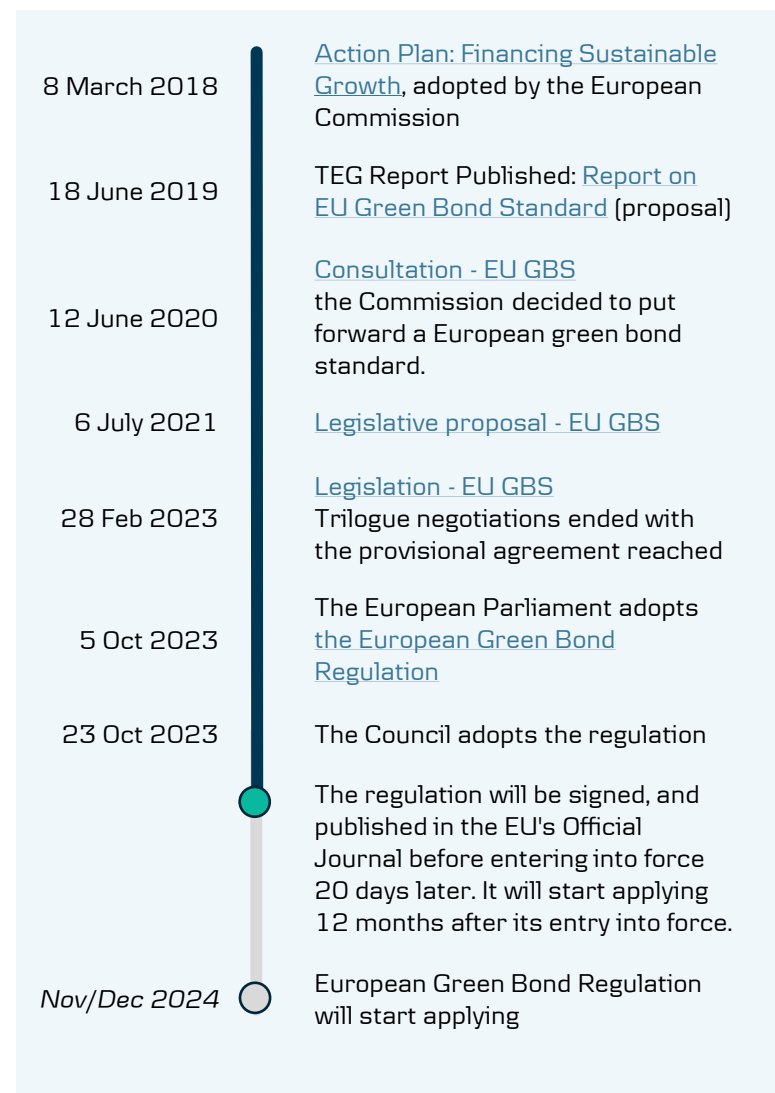 8 March 2018
Action Plan: Financing Sustainable
Growth, adopted by the European
Commission
18 June 2019
TEG Report Published: Report on
EU Green Bond Standard (proposal)
12 June 2020
Consultation - EU GBS
the Commission decided to put
forward a European green bond
standard.
6 July 2021
Legislative proposal - EU GBS
28 Feb 2023
Legislation - EU GBS
Trilogue negotiations ended with
the provisional agreement reached
5 Oct 2023
The European Parliament adopts
the European Green Bond
Regulation
23 Oct 2023
The Council adopts the regulation
The regulation will be signed, and
published in the EU's Official
Journal before entering into force
20 days later. It will start applying
12 months after its entry into force.
Nov/Dec 2024
European Green Bond Regulation
will start applying